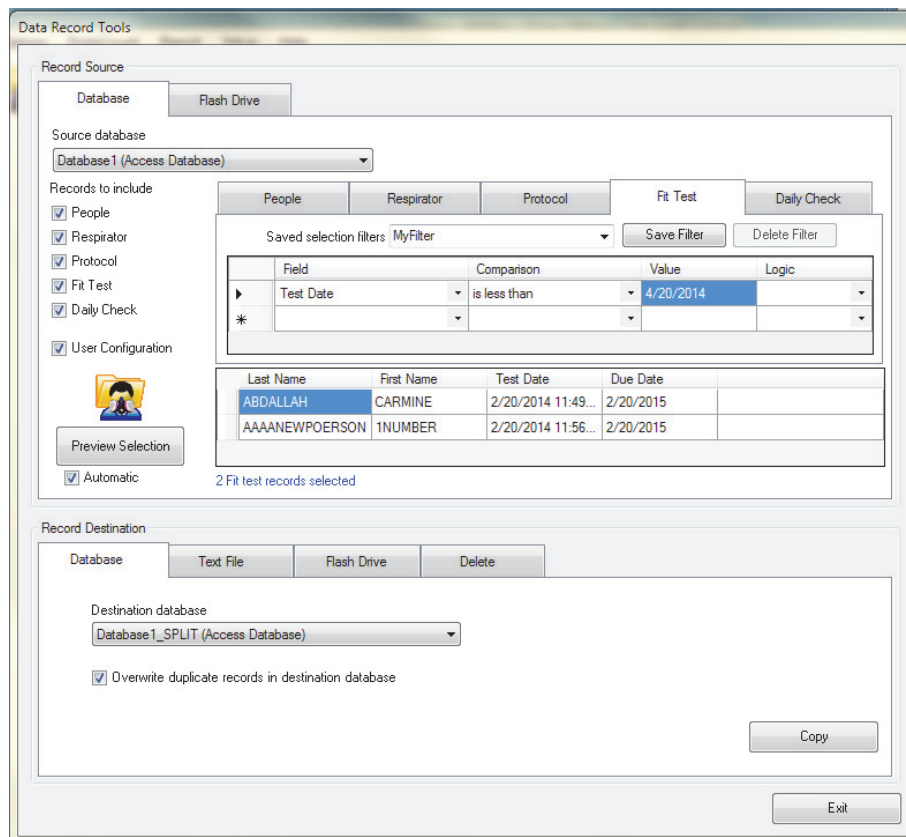 Data Record Tools
Record Source
Database Flash Drive
Source database
Database1 (Access Database)
Records to include
People
Respirator
Protocol
Fit Test
Daily Check
User Configuration
Preview Selection
Automatic
People Respirator Protocol Fit Test Daily Check
Saved selection filters MyFilter Save Filter Delete Filter
Field Comparison Value Logic
Test Date is less than 4/20/2014
Last Name First Name Test Date Due Date
ABDALLAH CARMINE 2/20/2014 11:49... 2/20/2015
AAAANEWPOERSON 1NUMBER 2/20/2014 11:56... 2/20/2015
2 Fit test records selected
Record Destination
Database Text File Flash Drive Delete
Destination database
Database1_SPLIT (Access Database)
Overwrite duplicate records in destination database
Copy
Exit